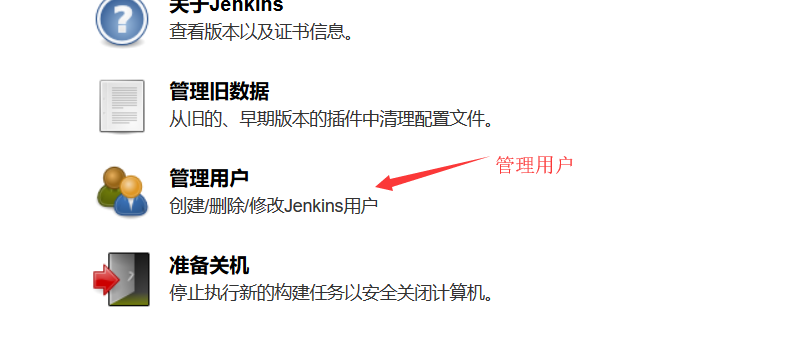 关于Jenkins
查看版本以及证书信息。
管理旧数据
从旧的、早期版本的插件中清理配置文件。
管理用户
管理用户
创建/删除/修改Jenkins用户
准备关机
停止执行新的构建任务以安全关闭计算机。